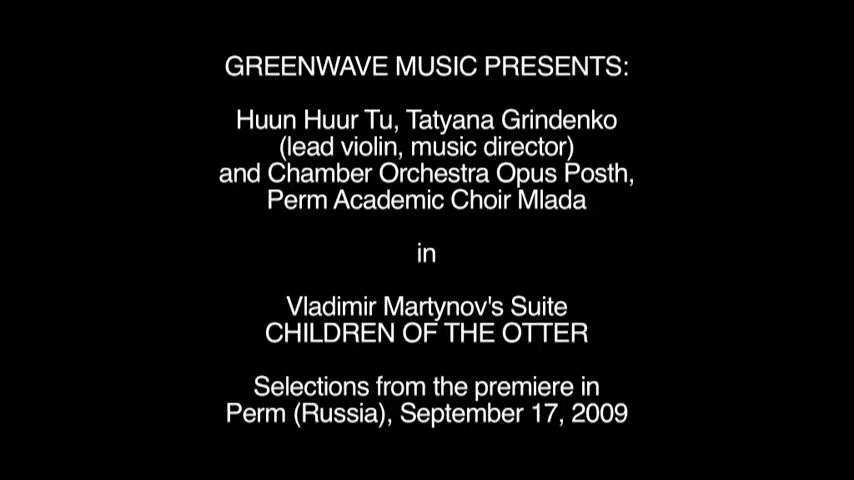 GREENWAVE MUSIC PRESENTS:
Huun Huur Tu, Tatyana Grindenko
(lead violin, music director)
and Chamber Orchestra Opus Posth,
Perm Academic Choir Mlada
in
Vladimir Martynov's Suite
CHILDREN OF THE OTTER
Selections from the premiere in
Perm (Russia), September 17, 2009